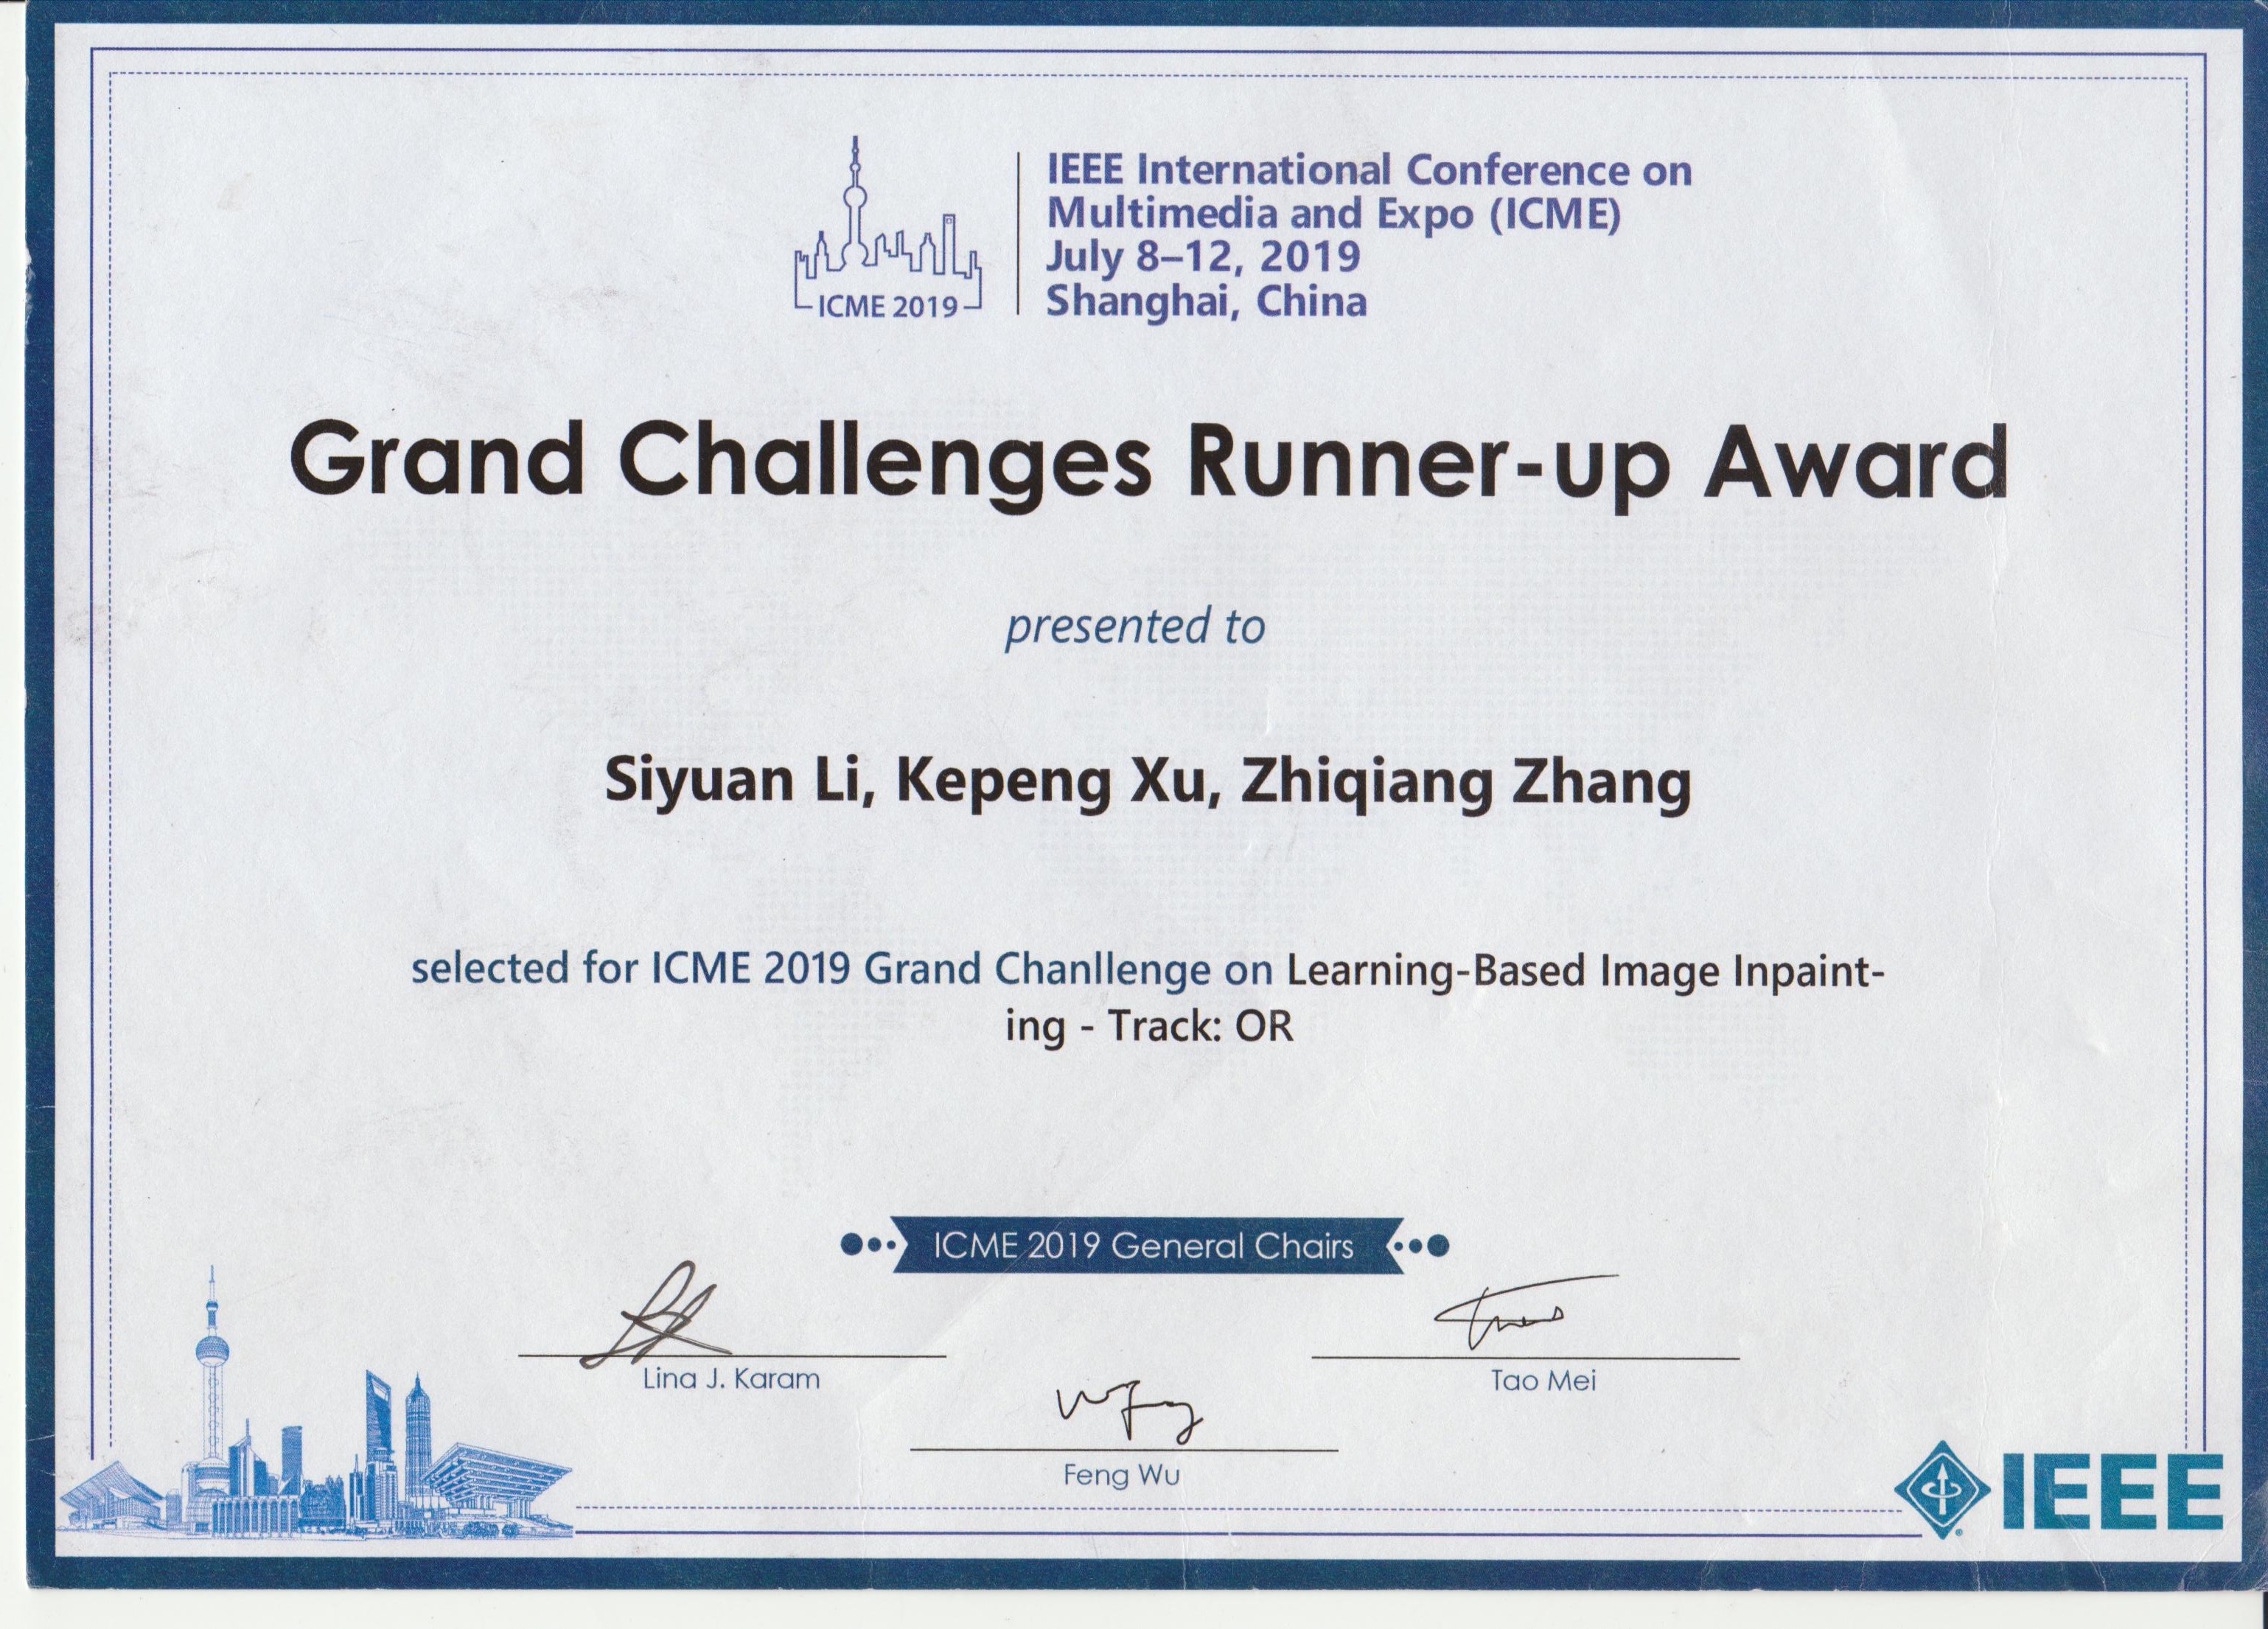 IEEE International Conference on
Multimedia and Expo (ICME)
July 8–12, 2019
Shanghai, China
ICME 2019
Grand Challenges Runner-up Award
presented to
Siyuan Li, Kepeng Xu, Zhiqiang Zhang
selected for ICME 2019 Grand Chanllenge on Learning-Based Image Inpaint-
ing - Track: OR
ICME 2019 General Chairs
Lina J. Karam
Tao Mei
Feng Wu
IEEE